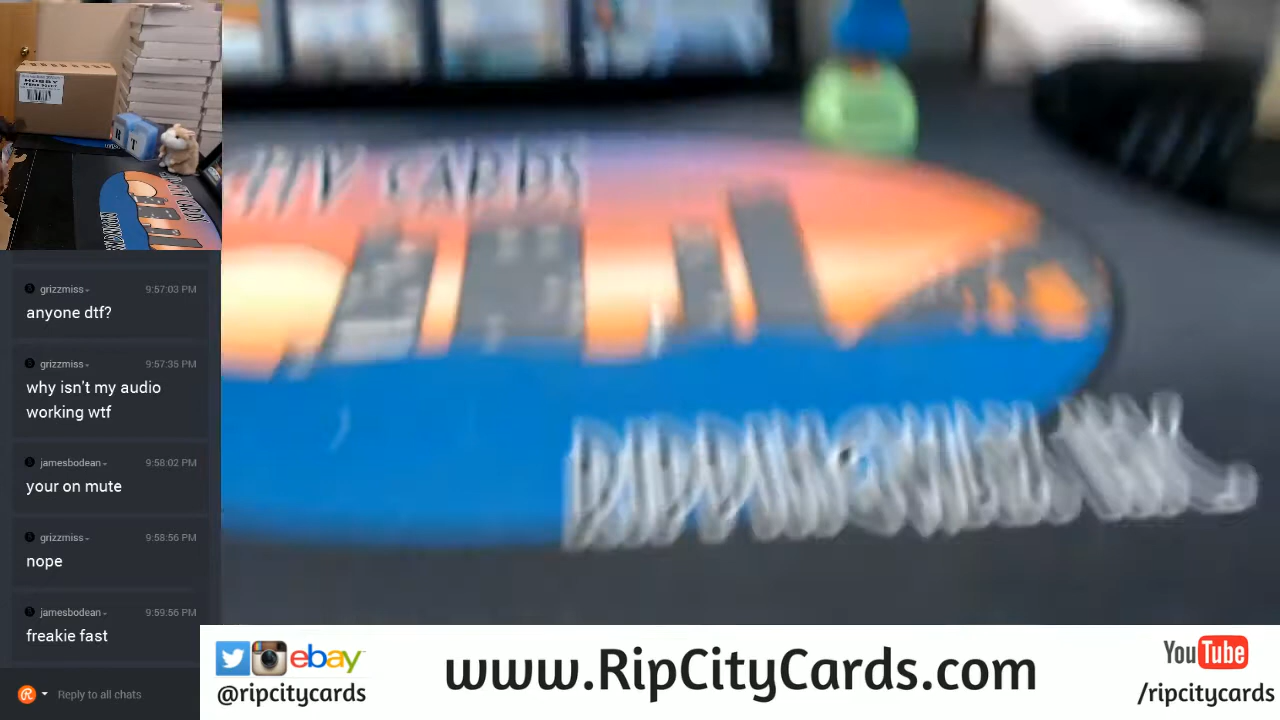 HOBBY
R T
grizzmiss 9:57:03 PM
anyone dtf?
grizzmiss 9:57:35 PM
why isn't my audio
working wtf
jamesbodean 9:58:02 PM
your on mute
grizzmiss 9:58:56 PM
nope
jamesbodean 9:59:56 PM
freakie fast
Reply to all chats
CARDS
ebay
@ripcitycards
www.RipCityCards.com
YouTube
/ripcitycards